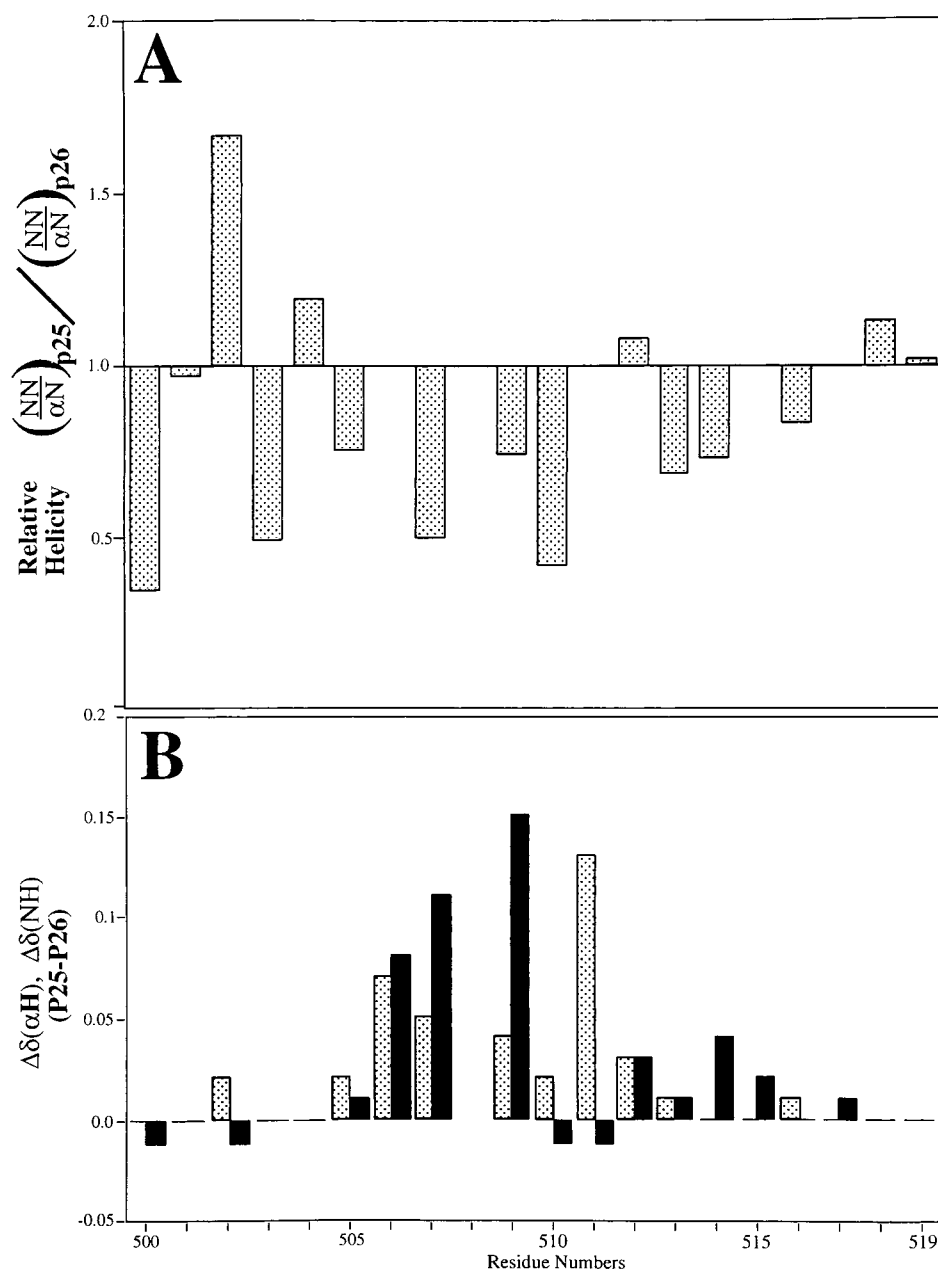 A
2.0
1.5
1.0
0.5
Relative Helicity (NN/αN)p25 / (NN/αN)p26
B
0.2
0.15
0.1
0.05
0.0
-0.05
Δδ(αH), Δδ(NH)
(P25-P26)
500 505 510 515 519
Residue Numbers